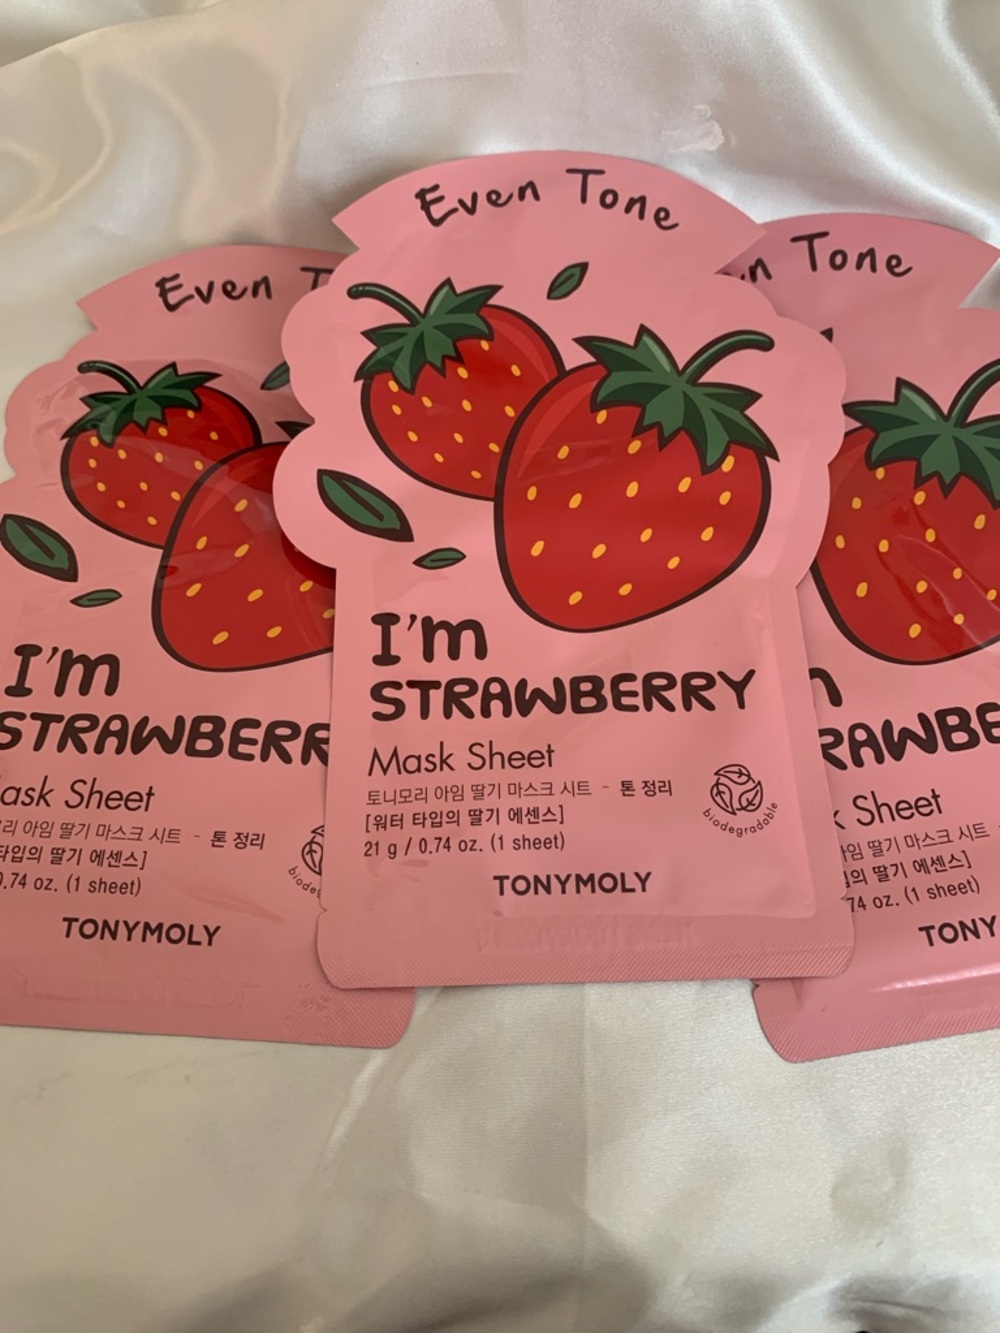 Even Tone
I'm
STRAWBERRY
Mask Sheet
토니모리 아임 딸기 마스크 시트 - 톤 정리
[워터 타입의 딸기 에센스]
21 g / 0.74 oz. (1 sheet)
biodegradable
TONYMOLY
Even T
I'm
STRAWBERR
ask Sheet
리 아임 딸기 마스크 시트 - 톤 정리
타입의 딸기 에센스]
0.74 oz. (1 sheet)
biodeg
TONYMOLY
n Tone
m
RAWBE
k Sheet
아임 딸기 마스크 시트 -
의 딸기 에센스]
74 oz. (1 sheet)
TONY